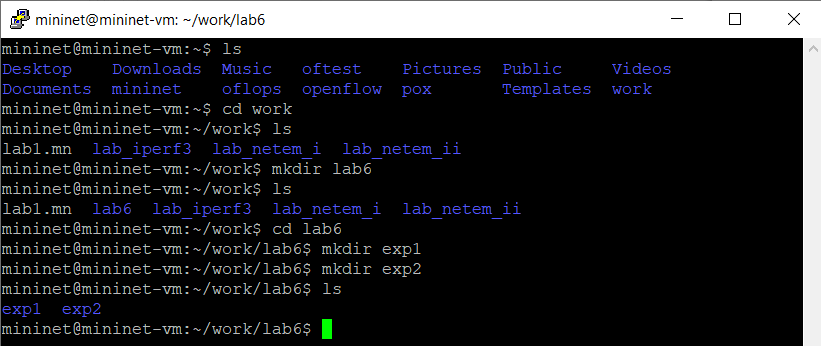 mininet@mininet-vm: ~/work/lab6
mininet@mininet-vm:~$ ls
Desktop    Downloads  Music   oftest    Pictures  Public     Videos
Documents  mininet    oflops  openflow  pox       Templates  work
mininet@mininet-vm:~$ cd work
mininet@mininet-vm:~/work$ ls
lab1.mn  lab_iperf3  lab_netem_i  lab_netem_ii
mininet@mininet-vm:~/work$ mkdir lab6
mininet@mininet-vm:~/work$ ls
lab1.mn  lab6  lab_iperf3  lab_netem_i  lab_netem_ii
mininet@mininet-vm:~/work$ cd lab6
mininet@mininet-vm:~/work/lab6$ mkdir exp1
mininet@mininet-vm:~/work/lab6$ mkdir exp2
mininet@mininet-vm:~/work/lab6$ ls
exp1  exp2
mininet@mininet-vm:~/work/lab6$